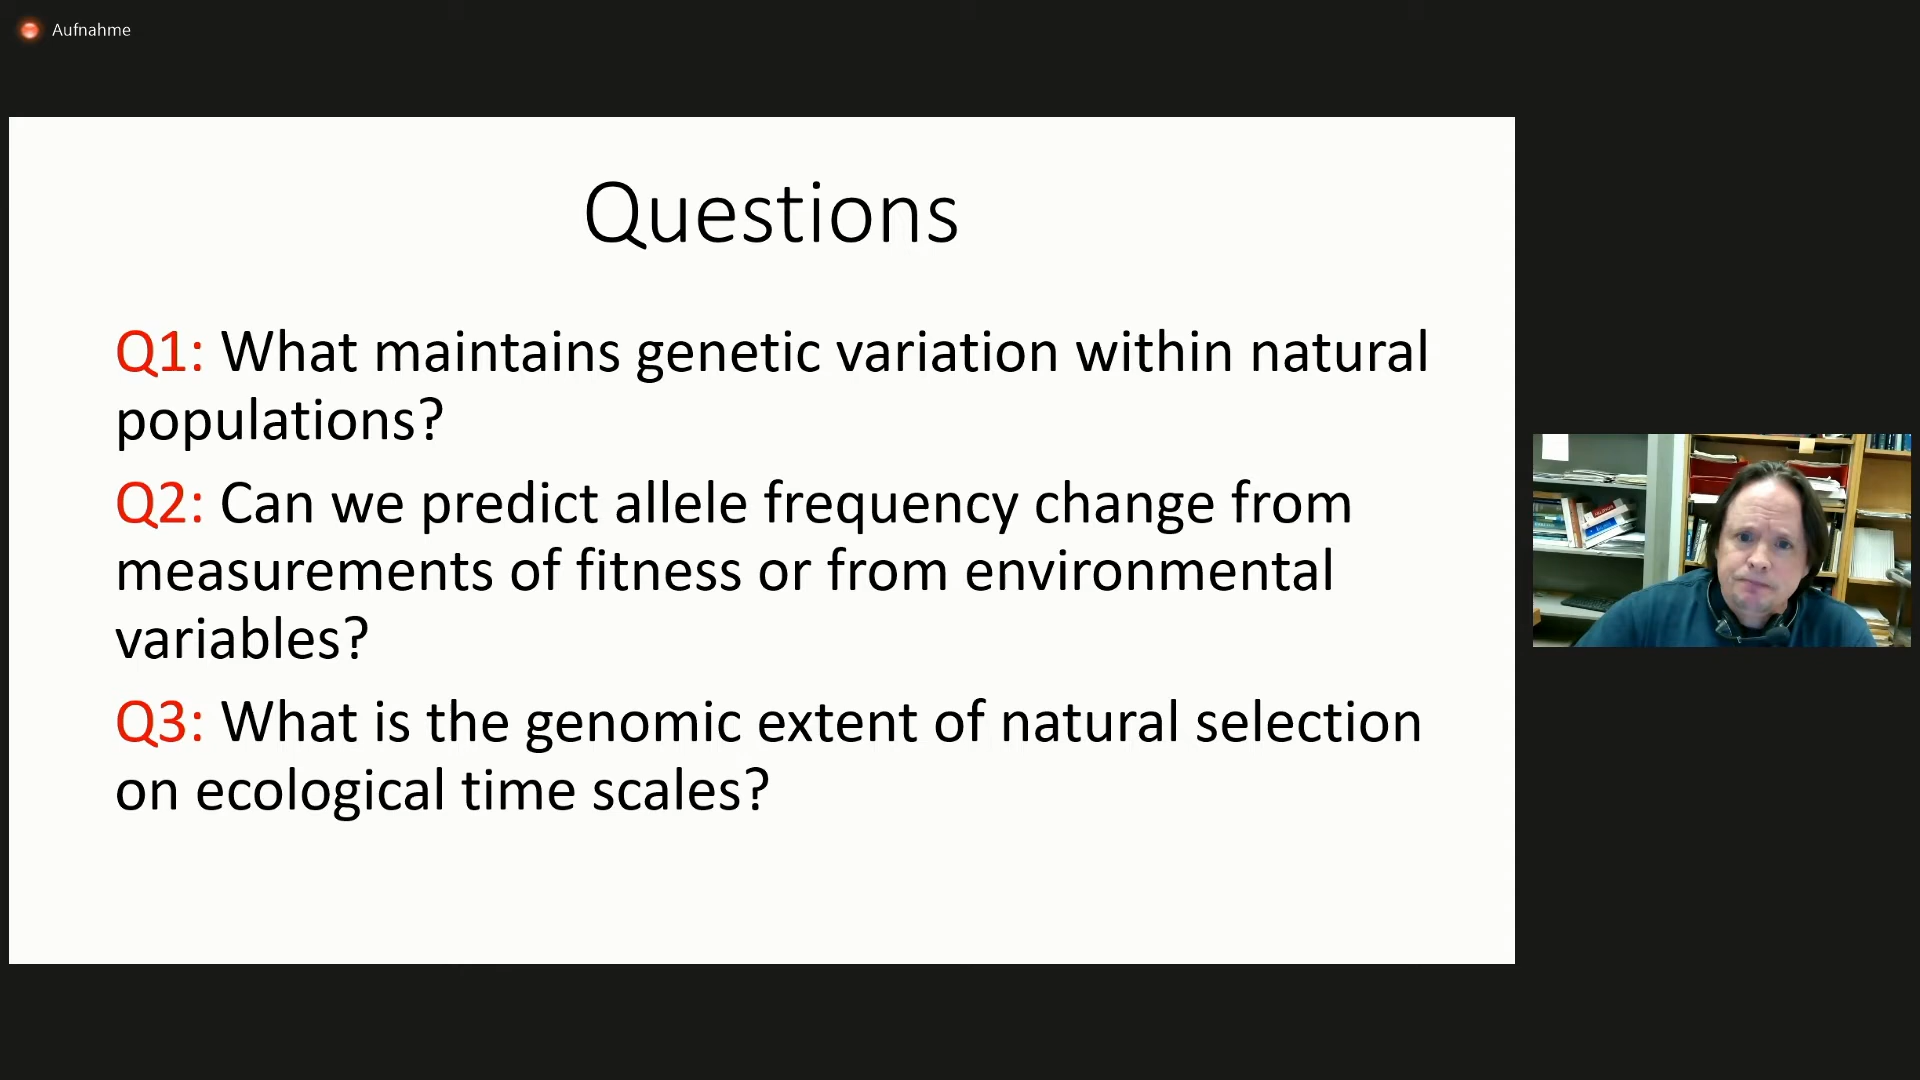 Aufnahme
Questions
Q1: What maintains genetic variation within natural
populations?
Q2: Can we predict allele frequency change from
measurements of fitness or from environmental
variables?
Q3: What is the genomic extent of natural selection
on ecological time scales?